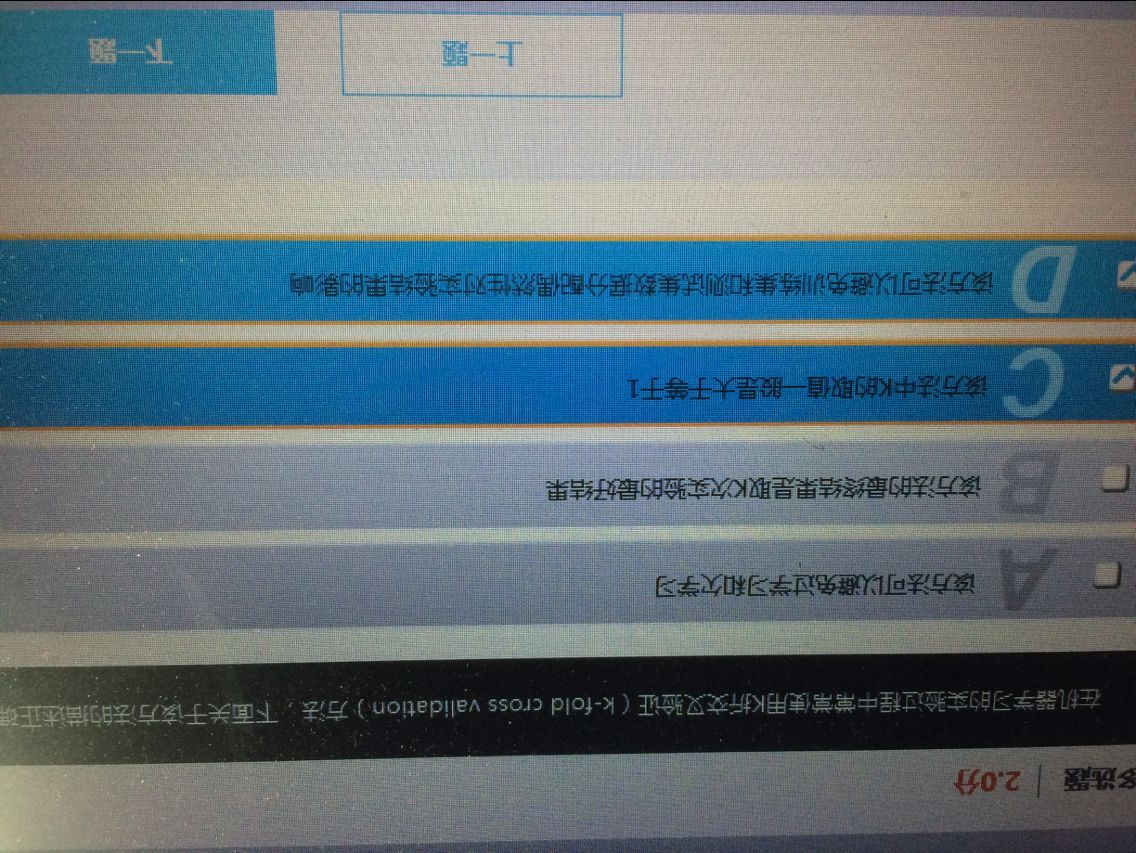 多选题 | 2.0分
在机器学习的实验过程中常常使用K折交叉验证（k-fold cross validation）方法，下面关于该方法的描述正确
A 该方法可以避免过学习和欠学习
B 该方法的最终结果是取K次实验的最好结果
C 该方法中K的取值一般是大于等于1
D 该方法可以避免训练集和测试集数据分配偶然性对实验结果的影响
上一题
下一题